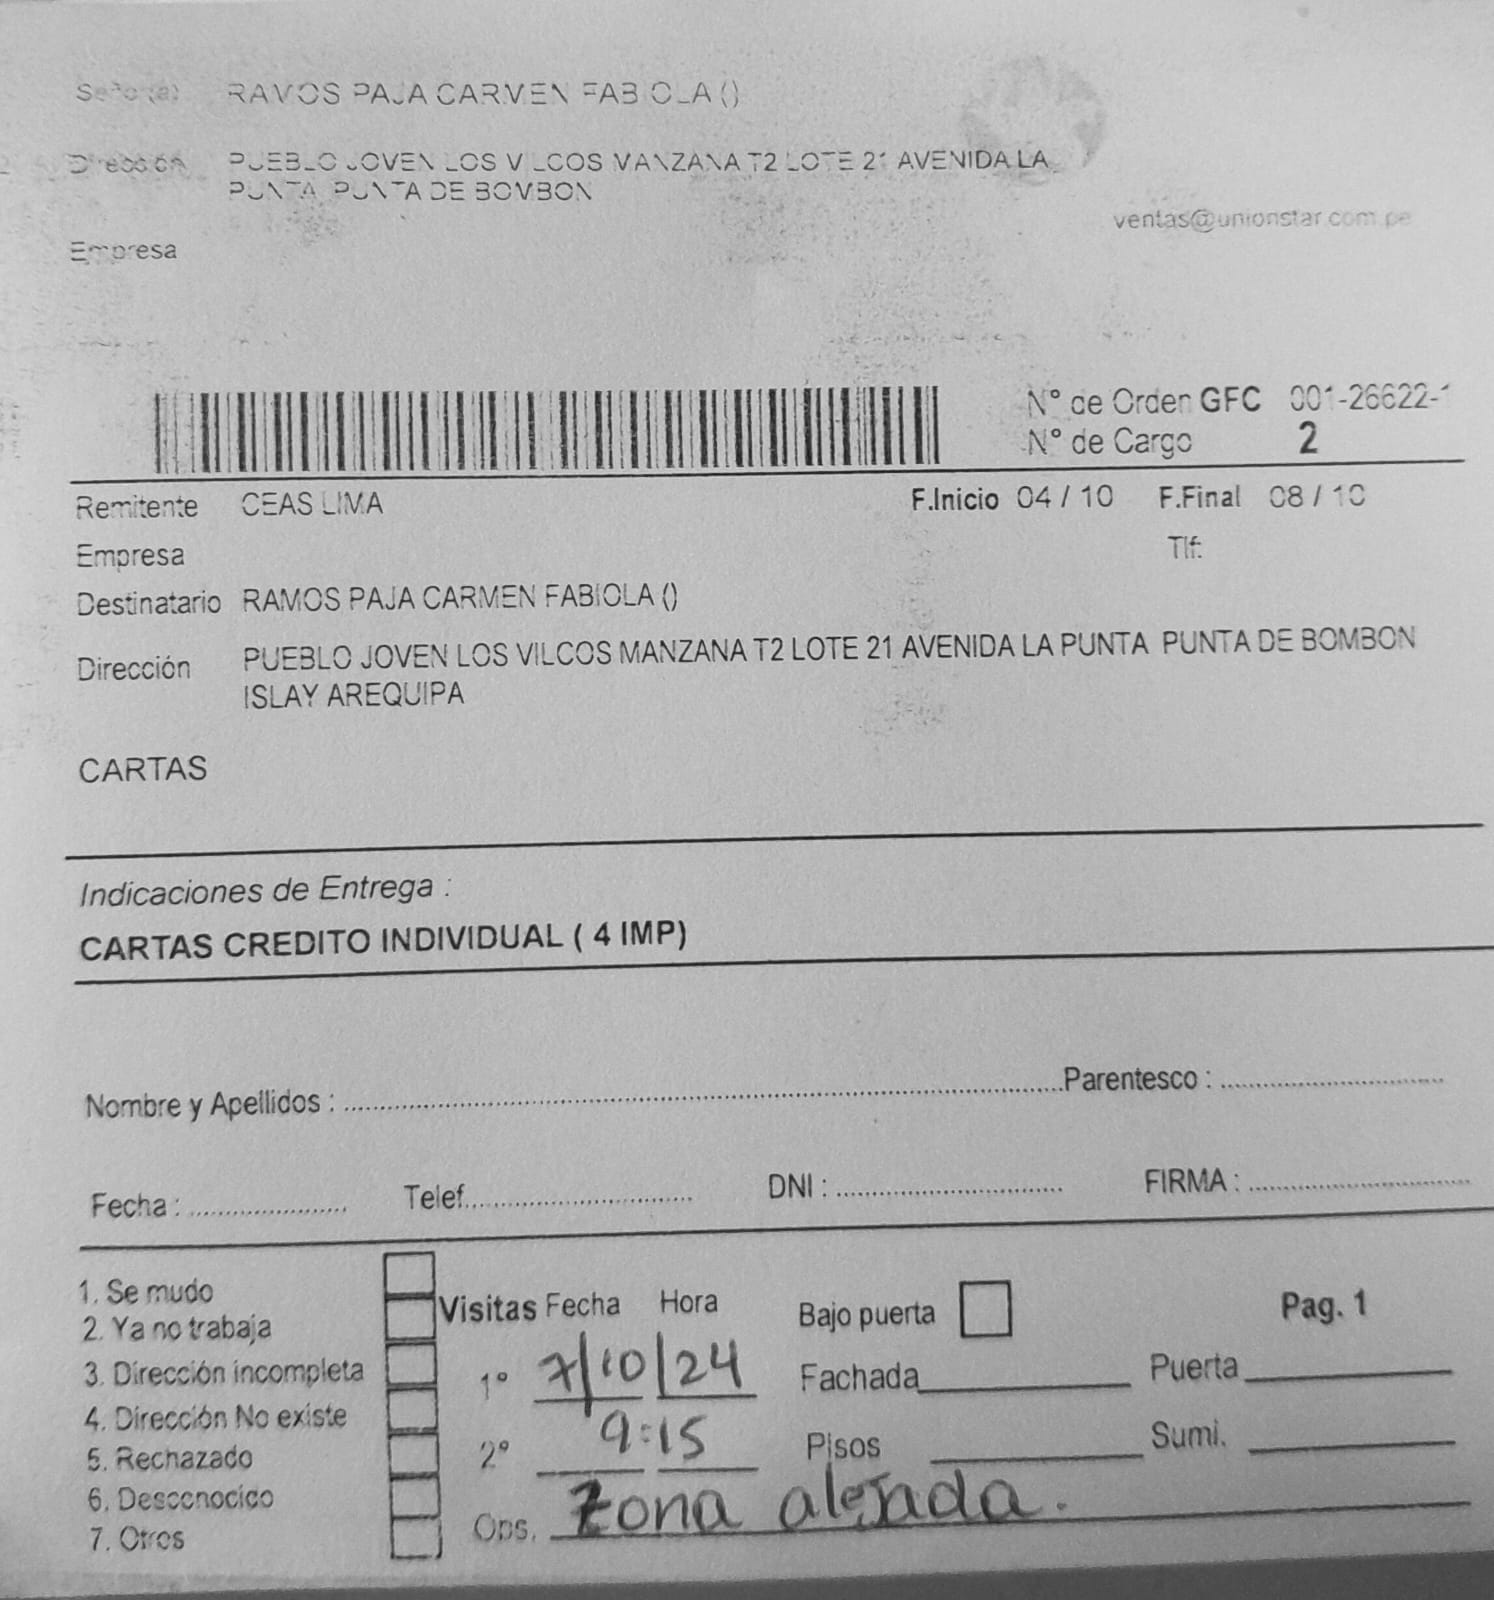 Señor(a) RAMOS PAJA CARMEN FABIOLA ()
Dirección PUEBLO JOVEN LOS VILCOS MANZANA T2 LOTE 21 AVENIDA LA
PUNTA PUNTA DE BOMBON
ventas@unionstar.com.pe
Empresa
N° de Orden GFC 001-26622-1
N° de Cargo 2
Remitente CEAS LIMA F.Inicio 04 / 10 F.Final 08 / 10
Empresa Tlf:
Destinatario RAMOS PAJA CARMEN FABIOLA ()
Dirección PUEBLO JOVEN LOS VILCOS MANZANA T2 LOTE 21 AVENIDA LA PUNTA PUNTA DE BOMBON
ISLAY AREQUIPA
CARTAS
Indicaciones de Entrega :
CARTAS CREDITO INDIVIDUAL ( 4 IMP)
Nombre y Apellidos : Parentesco :
Fecha : Telef. DNI : FIRMA :
1. Se mudo
2. Ya no trabaja
3. Dirección incompleta
4. Dirección No existe
5. Rechazado
6. Desconocido
7. Otros
Visitas Fecha Hora
1° 7/10/24
2° 9:15
Obs. Zona alejada.
Bajo puerta Pag. 1
Fachada Puerta
Pisos Sumi.